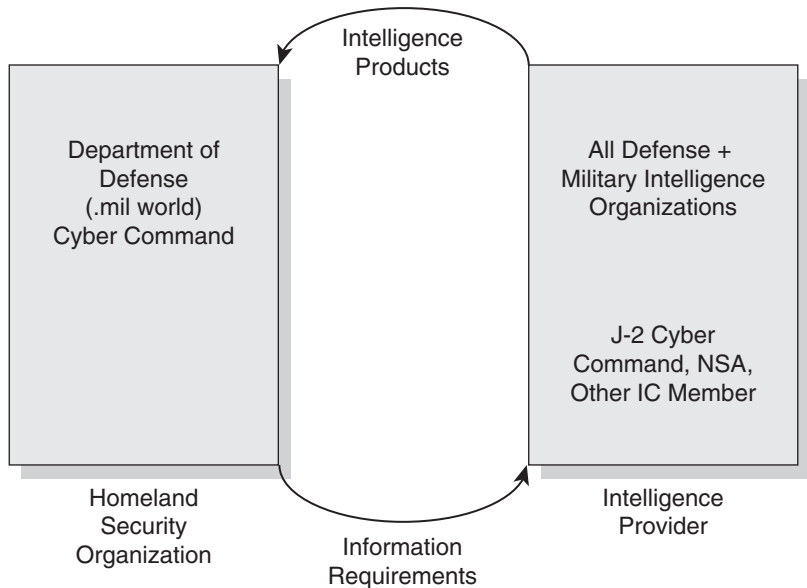 Intelligence
Products
Department of
Defense
(.mil world)
Cyber Command
All Defense +
Military Intelligence
Organizations
J-2 Cyber
Command, NSA,
Other IC Member
Homeland
Security
Organization
Information
Requirements
Intelligence
Provider